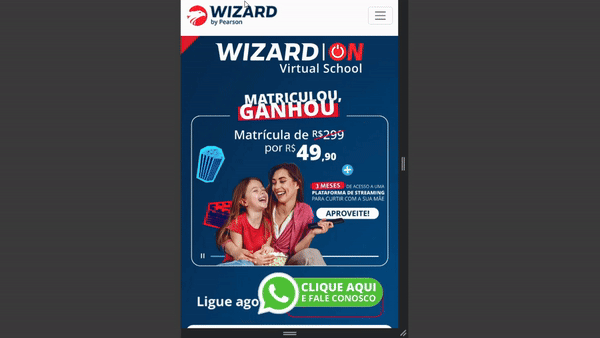 WIZARD
by Pearson
WIZARD ON
Virtual School
MATRICULOU,
GANHOU
Matrícula de R$299
por R$49,90
3 MESES DE ACESSO A UMA
PLATAFORMA DE STREAMING
PARA CURTIR COM A SUA MÃE
APROVEITE!
Ligue ago
CLIQUE AQUI
E FALE CONOSCO